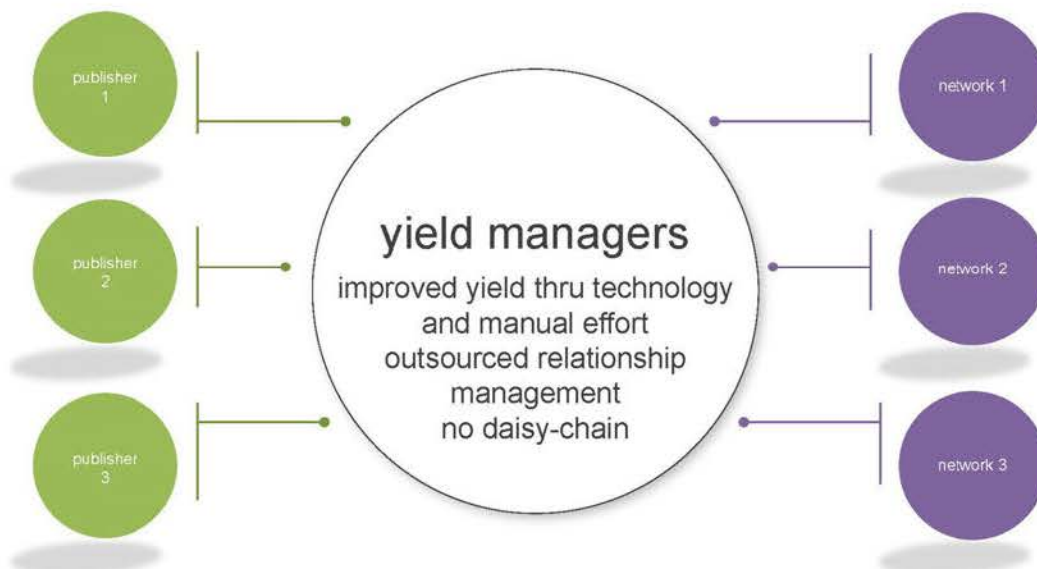 publisher
1
network 1
yield managers
publisher
2
network 2
improved yield thru technology
and manual effort
outsourced relationship
management
no daisy-chain
publisher
3
network 3